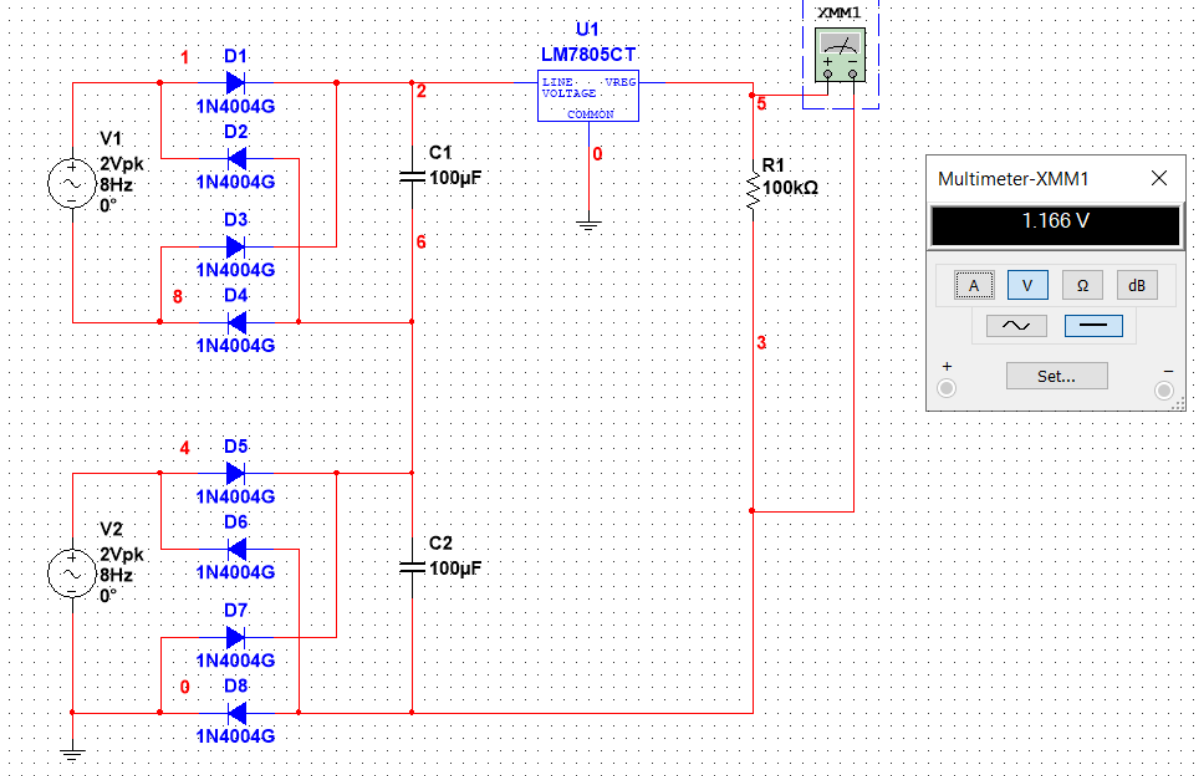 XMM1
U1
LM7805CT
LINE VREG
VOLTAGE
COMMON
1
D1
1N4004G
2
5
0
D2
1N4004G
V1
2Vpk
8Hz
0°
C1
100µF
R1
100kΩ
D3
1N4004G
6
8
D4
1N4004G
3
4
D5
1N4004G
D6
1N4004G
V2
2Vpk
8Hz
0°
C2
100µF
D7
1N4004G
0
D8
1N4004G
Multimeter-XMM1
1.166 V
A V Ω dB
Set...
+ −